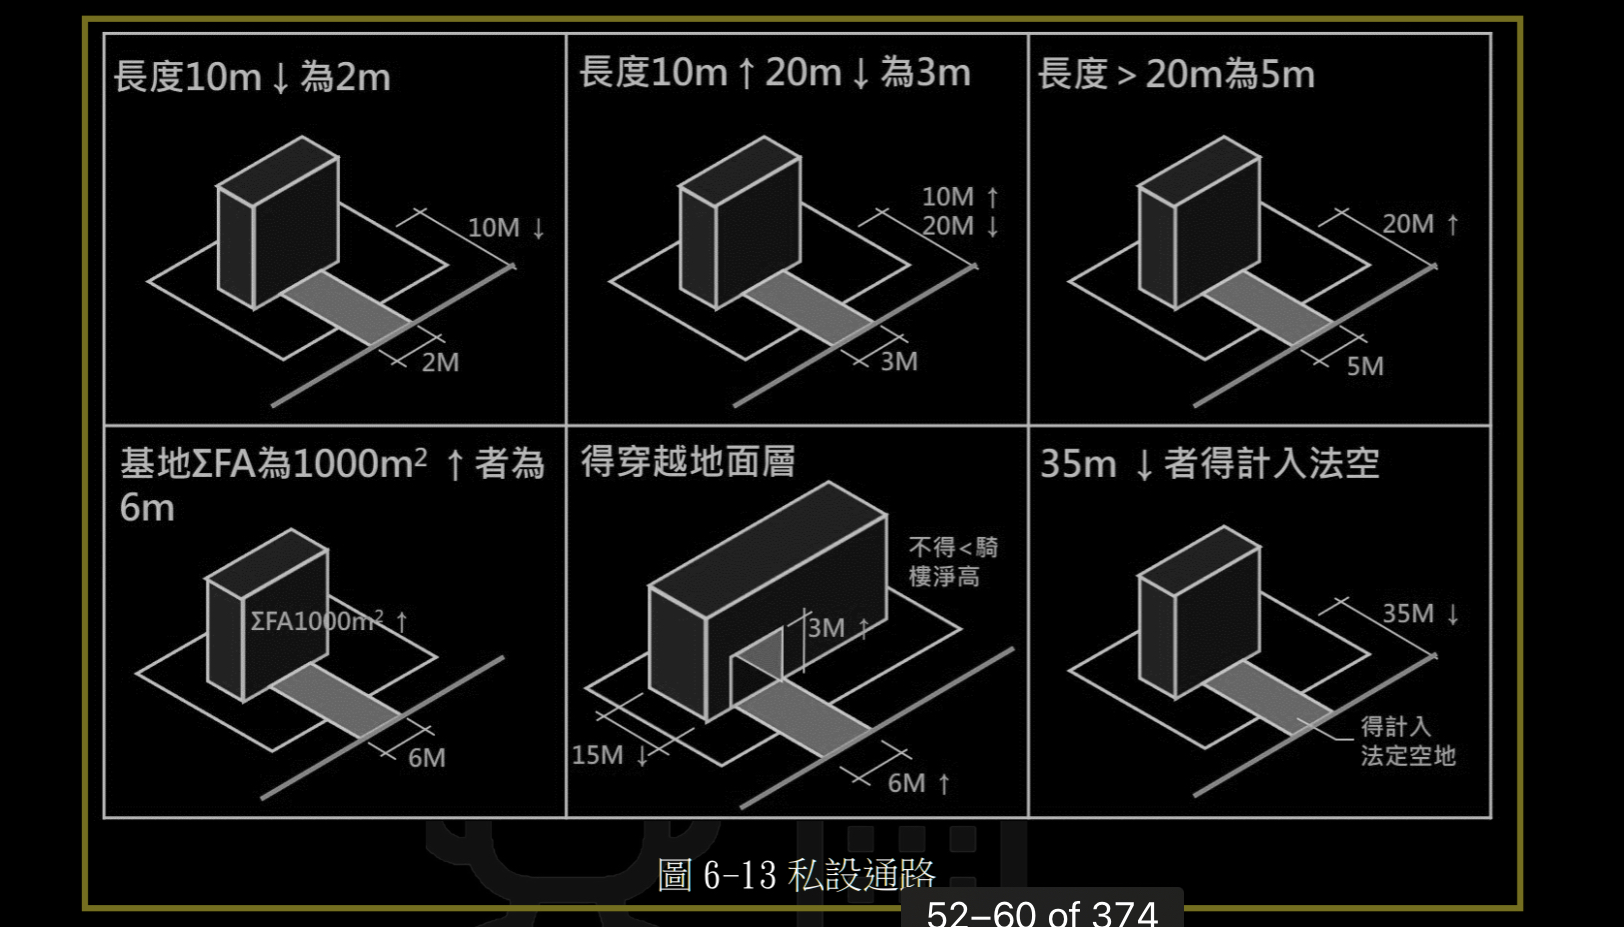 長度10m↓為2m
10M ↓
2M
長度10m↑20m↓為3m
10M ↑
20M ↓
3M
長度＞20m為5m
20M ↑
5M
基地ΣFA為1000m² ↑者為
6m
ΣFA1000m² ↑
6M
得穿越地面層
不得<騎
樓淨高
3M ↑
15M ↓
6M ↑
35m ↓者得計入法空
35M ↓
得計入
法定空地
圖 6-13 私設通路
52–60 of 374